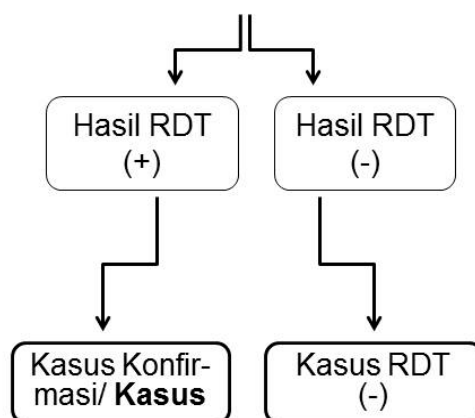 Hasil RDT
(+)
Hasil RDT
(-)
Kasus Konfir-
masi/ Kasus
Kasus RDT
(-)